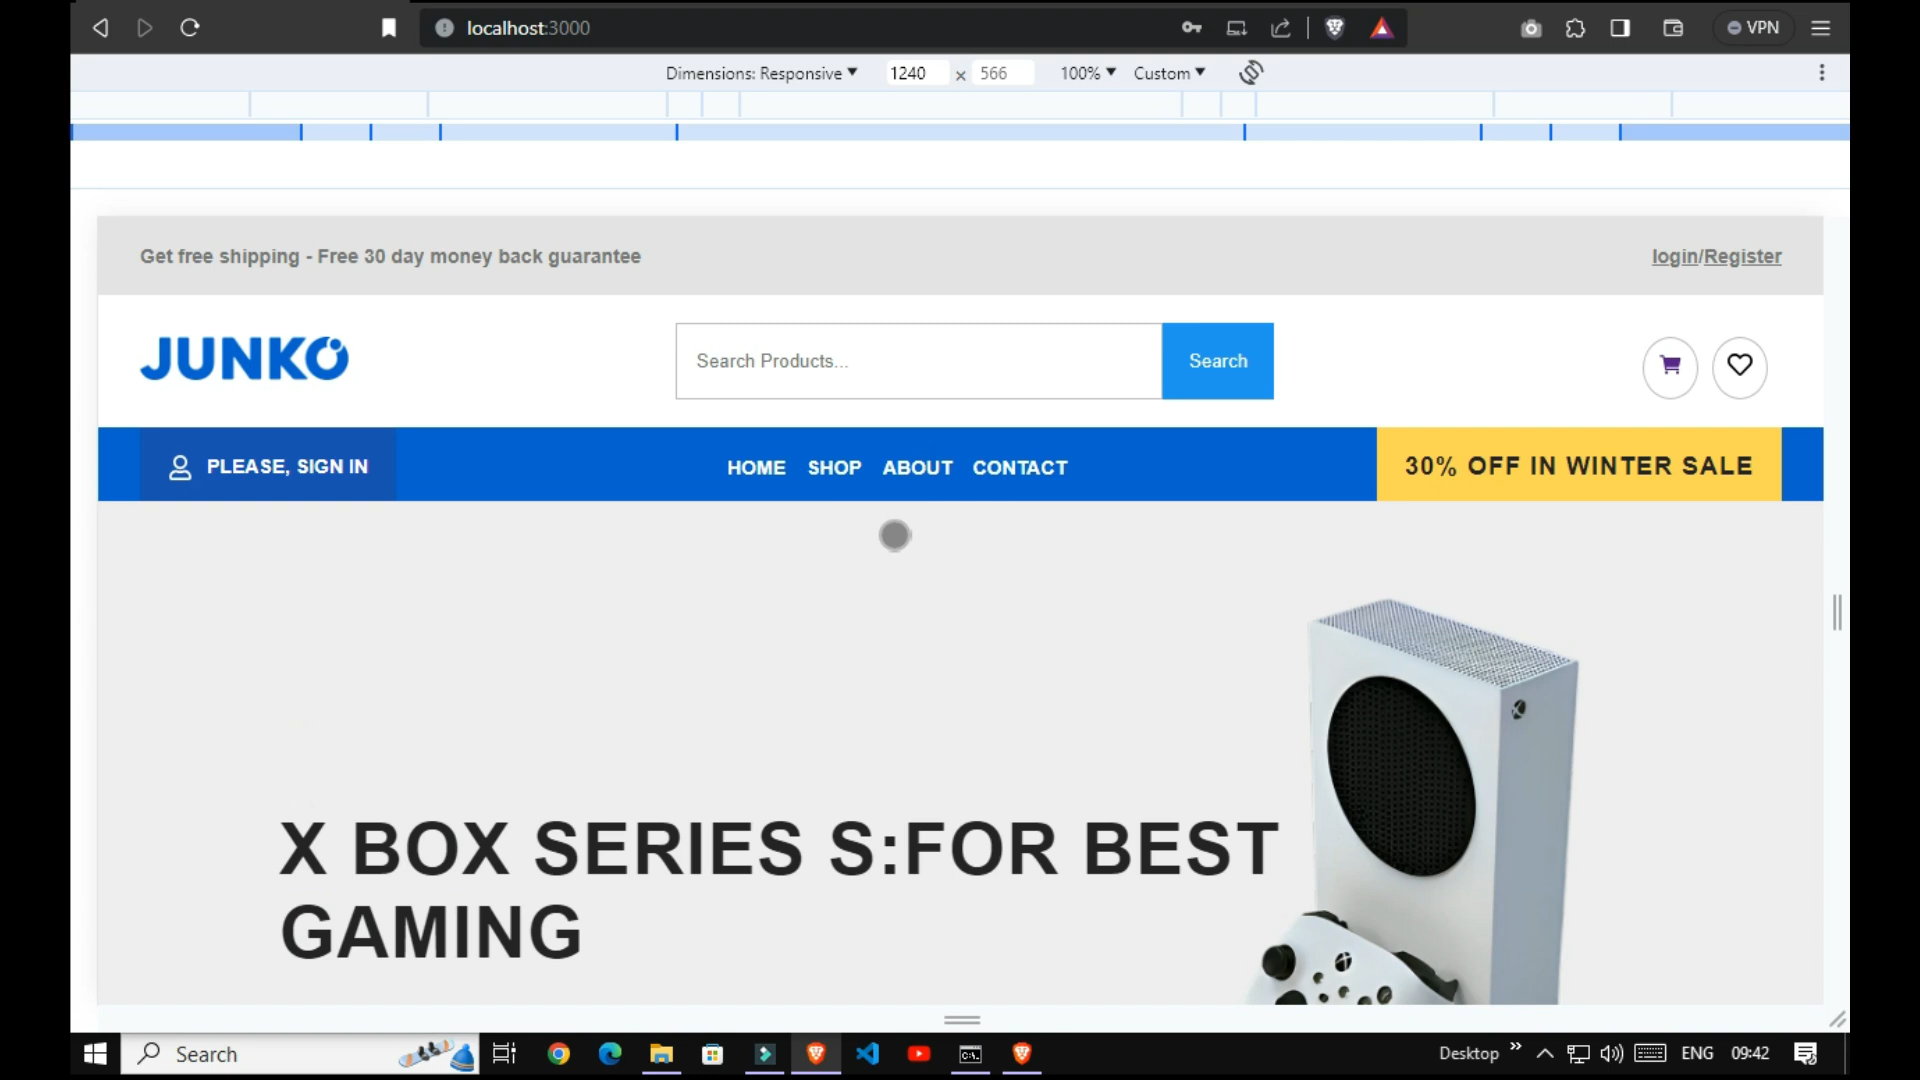 localhost:3000
VPN
Dimensions: Responsive
1240 × 566
100%
Custom
Get free shipping - Free 30 day money back guarantee
login/Register
JUNKO
Search Products...
Search
PLEASE, SIGN IN
HOME SHOP ABOUT CONTACT
30% OFF IN WINTER SALE
X BOX SERIES S:FOR BEST
GAMING
Search
Desktop
ENG
09:42